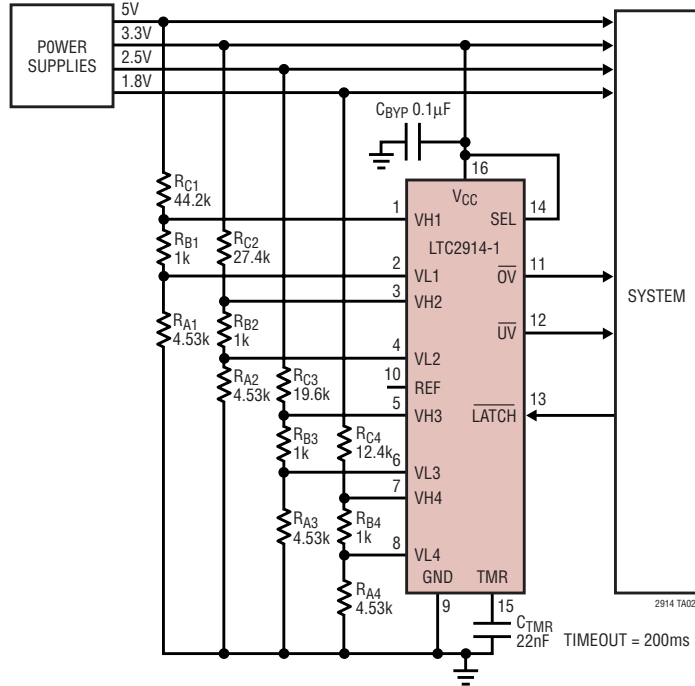 5V
3.3V
2.5V
1.8V
POWER
SUPPLIES
CBYP 0.1µF
16
VCC
RC1
44.2k
1
VH1
SEL
14
LTC2914-1
RB1
1k
RC2
27.4k
2
VL1
OV
11
3
VH2
SYSTEM
RA1
4.53k
RB2
1k
UV
12
4
VL2
RA2
4.53k
RC3
19.6k
10
REF
5
VH3
LATCH
13
RB3
1k
RC4
12.4k
6
VL3
7
VH4
RA3
4.53k
RB4
1k
8
VL4
RA4
4.53k
GND
TMR
9
15
2914 TA02
CTMR
22nF
TIMEOUT = 200ms